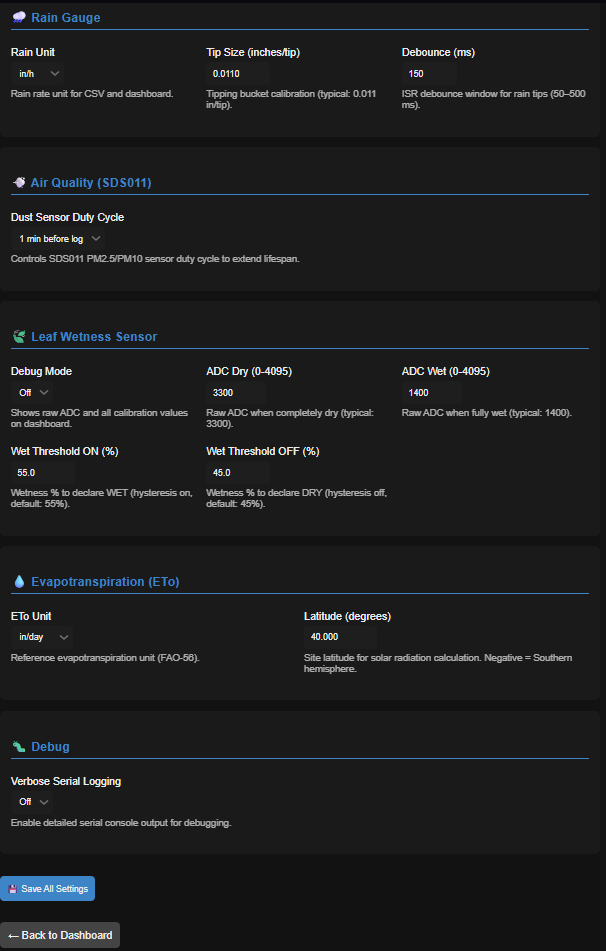 Rain Gauge
Rain Unit
Tip Size (inches/tip)
Debounce (ms)
in/h
0.0110
150
Rain rate unit for CSV and dashboard.
Tipping bucket calibration (typical: 0.011
in/tip).
ISR debounce window for rain tips (50–500
ms).
Air Quality (SDS011)
Dust Sensor Duty Cycle
1 min before log
Controls SDS011 PM2.5/PM10 sensor duty cycle to extend lifespan.
Leaf Wetness Sensor
Debug Mode
ADC Dry (0-4095)
ADC Wet (0-4095)
Off
3300
1400
Shows raw ADC and all calibration values
on dashboard.
Raw ADC when completely dry (typical:
3300).
Raw ADC when fully wet (typical: 1400).
Wet Threshold ON (%)
Wet Threshold OFF (%)
55.0
45.0
Wetness % to declare WET (hysteresis on,
default: 55%).
Wetness % to declare DRY (hysteresis off,
default: 45%).
Evapotranspiration (ETo)
ETo Unit
Latitude (degrees)
in/day
40.000
Reference evapotranspiration unit (FAO-56).
Site latitude for solar radiation calculation. Negative = Southern
hemisphere.
Debug
Verbose Serial Logging
Off
Enable detailed serial console output for debugging.
Save All Settings
← Back to Dashboard